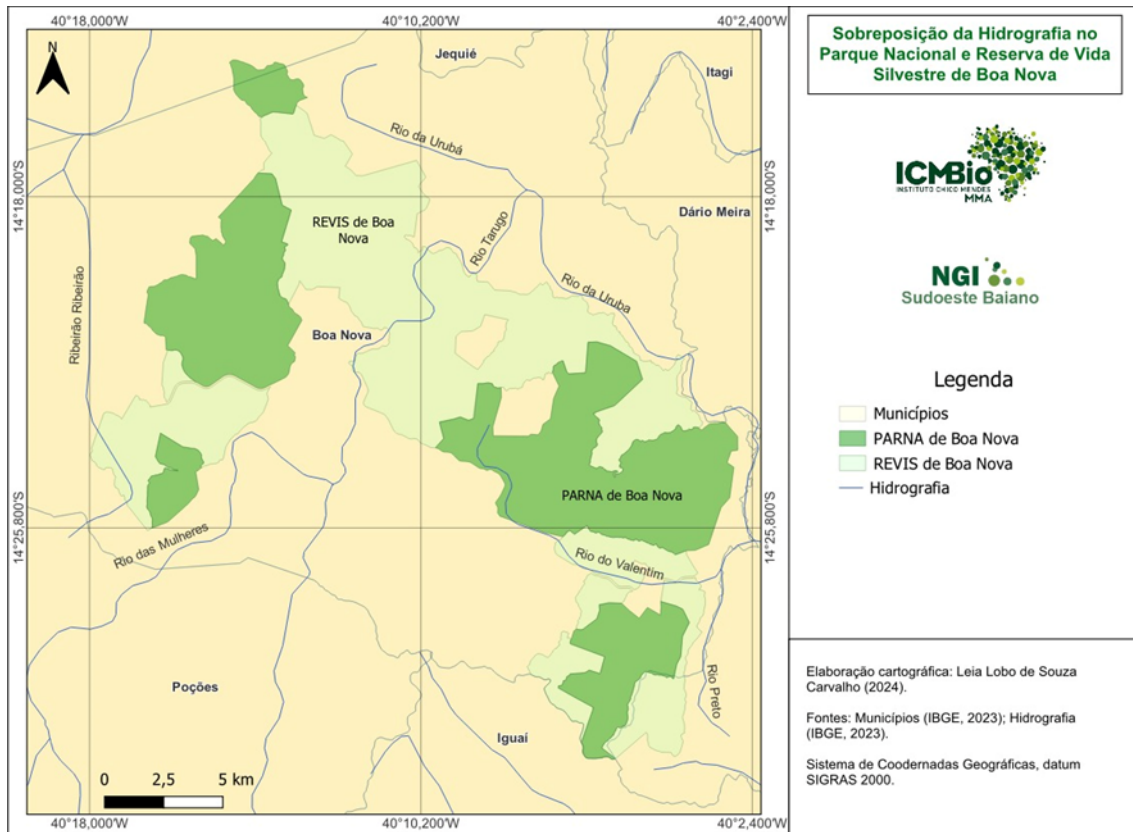 40°18,000'W 40°10,200'W 40°2,400'W
N
Jequié
Itagi
Rio da Urubá
14°18,000'S
14°18,000'S
Dário Meira
REVIS de Boa
Nova
Rio Tarugo
Rio da Uruba
Ribeirão Ribeirão
Boa Nova
PARNA de Boa Nova
14°25,800'S
14°25,800'S
Rio das Mulheres
Rio do Valentim
Rio Preto
Poções
Iguaí
0 2,5 5 km
40°18,000'W 40°10,200'W 40°2,400'W
Sobreposição da Hidrografia no
Parque Nacional e Reserva de Vida
Silvestre de Boa Nova
ICMBio
INSTITUTO CHICO MENDES
MMA
NGI
Sudoeste Baiano
Legenda
Municípios
PARNA de Boa Nova
REVIS de Boa Nova
Hidrografia
Elaboração cartográfica: Leia Lobo de Souza
Carvalho (2024).
Fontes: Municípios (IBGE, 2023); Hidrografia
(IBGE, 2023).
Sistema de Coodernadas Geográficas, datum
SIGRAS 2000.